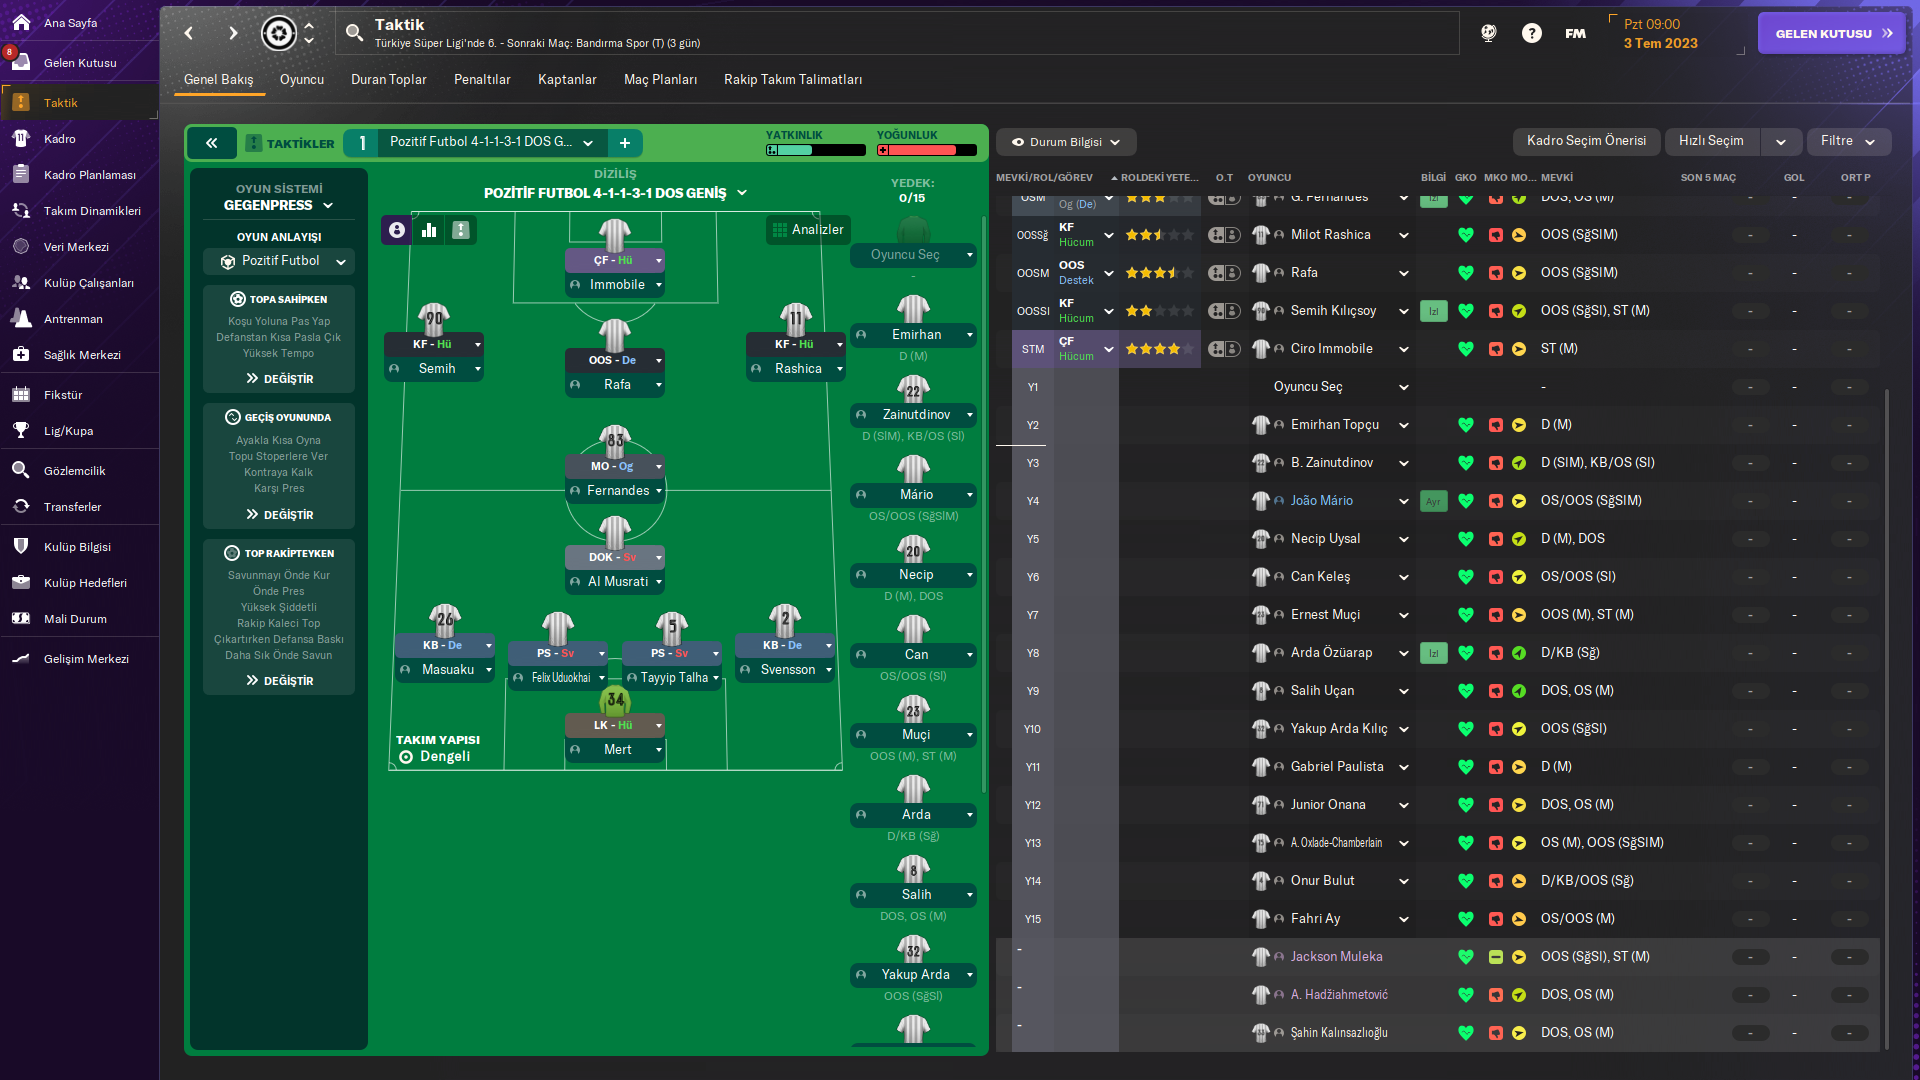 Ana Sayfa
8
Gelen Kutusu
Taktik
Kadro
Kadro Planlaması
Takım Dinamikleri
Veri Merkezi
Kulüp Çalışanları
Antrenman
Sağlık Merkezi
Fikstür
Lig/Kupa
Gözlemcilik
Transferler
Kulüp Bilgisi
Kulüp Hedefleri
Mali Durum
Gelişim Merkezi
Taktik
Türkiye Süper Ligi'nde 6. - Sonraki Maç: Bandırma Spor (T) (3 gün)
FM
Pzt 09:00
3 Tem 2023
GELEN KUTUSU
Genel Bakış Oyuncu Duran Toplar Penaltılar Kaptanlar Maç Planları Rakip Takım Talimatları
TAKTİKLER
1 Pozitif Futbol 4-1-1-3-1 DOS G...
YATKINLIK
YOĞUNLUK
OYUN SİSTEMİ
GEGENPRESS
OYUN ANLAYIŞI
Pozitif Futbol
TOPA SAHİPKEN
Koşu Yoluna Pas Yap
Defanstan Kısa Pasla Çık
Yüksek Tempo
DEĞİŞTİR
GEÇİŞ OYUNUNDA
Ayakla Kısa Oyna
Topu Stoperlere Ver
Kontraya Kalk
Karşı Pres
DEĞİŞTİR
TOP RAKİPTEYKEN
Savunmayı Önde Kur
Önde Pres
Yüksek Şiddetli
Rakip Kaleci Top
Çıkartırken Defansa Baskı
Daha Sık Önde Savun
DEĞİŞTİR
DİZİLİŞ
POZİTİF FUTBOL 4-1-1-3-1 DOS GENİŞ
Analizler
ÇF - Hü
Immobile
90
KF - Hü
Semih
OOS - De
Rafa
11
KF - Hü
Rashica
83
MO - Og
Fernandes
DOK - Sv
Al Musrati
26
KB - De
Masuaku
PS - Sv
Felix Uduokhai
5
PS - Sv
Tayyip Talha
2
KB - De
Svensson
34
LK - Hü
Mert
TAKIM YAPISI
Dengeli
YEDEK:
0/15
Oyuncu Seç
-
Emirhan
D (M)
22
Zainutdinov
D (SİM), KB/OS (Sİ)
Mário
OS/OOS (SğSİM)
20
Necip
D (M), DOS
Can
OS/OOS (Sİ)
23
Muçi
OOS (M), ST (M)
Arda
D/KB (Sğ)
8
Salih
DOS, OS (M)
32
Yakup Arda
OOS (SğSİ)
Durum Bilgisi
Kadro Seçim Önerisi
Hızlı Seçim
Filtre
MEVKİ/ROL/GÖREV ROLDEKİ YETE... O.T OYUNCU BİLGİ GKO MKO MO... MEVKİ SON 5 MAÇ GOL ORT P
OSM Og (De) G. Fernandes İzl DOS, OS (M) - - -
OOSSğ KF Hücum Milot Rashica OOS (SğSIM) - - -
OOSM OOS Destek Rafa OOS (SğSIM) - - -
OOSSI KF Hücum Semih Kılıçsoy İzl OOS (SğSI), ST (M) - - -
STM ÇF Hücum Ciro Immobile ST (M) - - -
Y1 Oyuncu Seç - - - -
Y2 Emirhan Topçu D (M) - - -
Y3 B. Zainutdinov D (SIM), KB/OS (SI) - - -
Y4 João Mário Ayr OS/OOS (SğSIM) - - -
Y5 Necip Uysal D (M), DOS - - -
Y6 Can Keleş OS/OOS (SI) - - -
Y7 Ernest Muçi OOS (M), ST (M) - - -
Y8 Arda Özüarap İzl D/KB (Sğ) - - -
Y9 Salih Uçan DOS, OS (M) - - -
Y10 Yakup Arda Kılıç OOS (SğSI) - - -
Y11 Gabriel Paulista D (M) - - -
Y12 Junior Onana DOS, OS (M) - - -
Y13 A. Oxlade-Chamberlain OS (M), OOS (SğSIM) - - -
Y14 Onur Bulut D/KB/OOS (Sğ) - - -
Y15 Fahri Ay OS/OOS (M) - - -
- Jackson Muleka OOS (SğSI), ST (M) - - -
- A. Hadžiahmetović DOS, OS (M) - - -
- Şahin Kalınsazlıoğlu DOS, OS (M) - - -